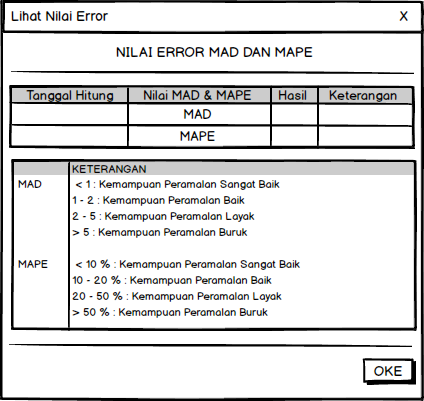 Lihat Nilai Error X
NILAI ERROR MAD DAN MAPE
Tanggal Hitung Nilai MAD & MAPE Hasil Keterangan
MAD
MAPE
KETERANGAN
MAD < 1 : Kemampuan Peramalan Sangat Baik
1 - 2 : Kemampuan Peramalan Baik
2 - 5 : Kemampuan Peramalan Layak
> 5 : Kemampuan Peramalan Buruk
MAPE < 10 % : Kemampuan Peramalan Sangat Baik
10 - 20 % : Kemampuan Peramalan Baik
20 - 50 % : Kemampuan Peramalan Layak
> 50 % : Kemampuan Peramalan Buruk
OKE